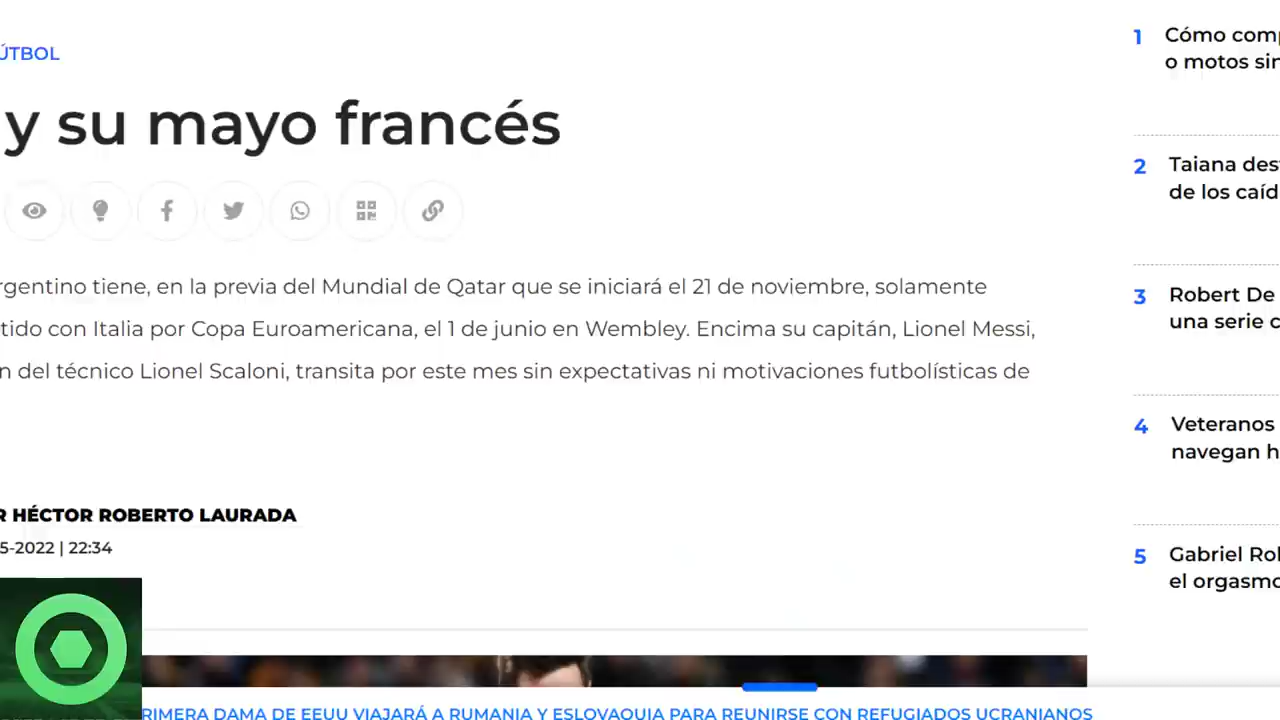 ÚTBOL
y su mayo francés
rgentino tiene, en la previa del Mundial de Qatar que se iniciará el 21 de noviembre, solamente
tido con Italia por Copa Euroamericana, el 1 de junio en Wembley. Encima su capitán, Lionel Messi,
n del técnico Lionel Scaloni, transita por este mes sin expectativas ni motivaciones futbolísticas de
R HÉCTOR ROBERTO LAURADA
5-2022 | 22:34
1 Cómo comp
o motos sin
2 Taiana des
de los caíd
3 Robert De
una serie c
4 Veteranos
navegan h
5 Gabriel Rol
el orgasmo
RIMERA DAMA DE EEUU VIAJARÁ A RUMANIA Y ESLOVAQUIA PARA REUNIRSE CON REFUGIADOS UCRANIANOS